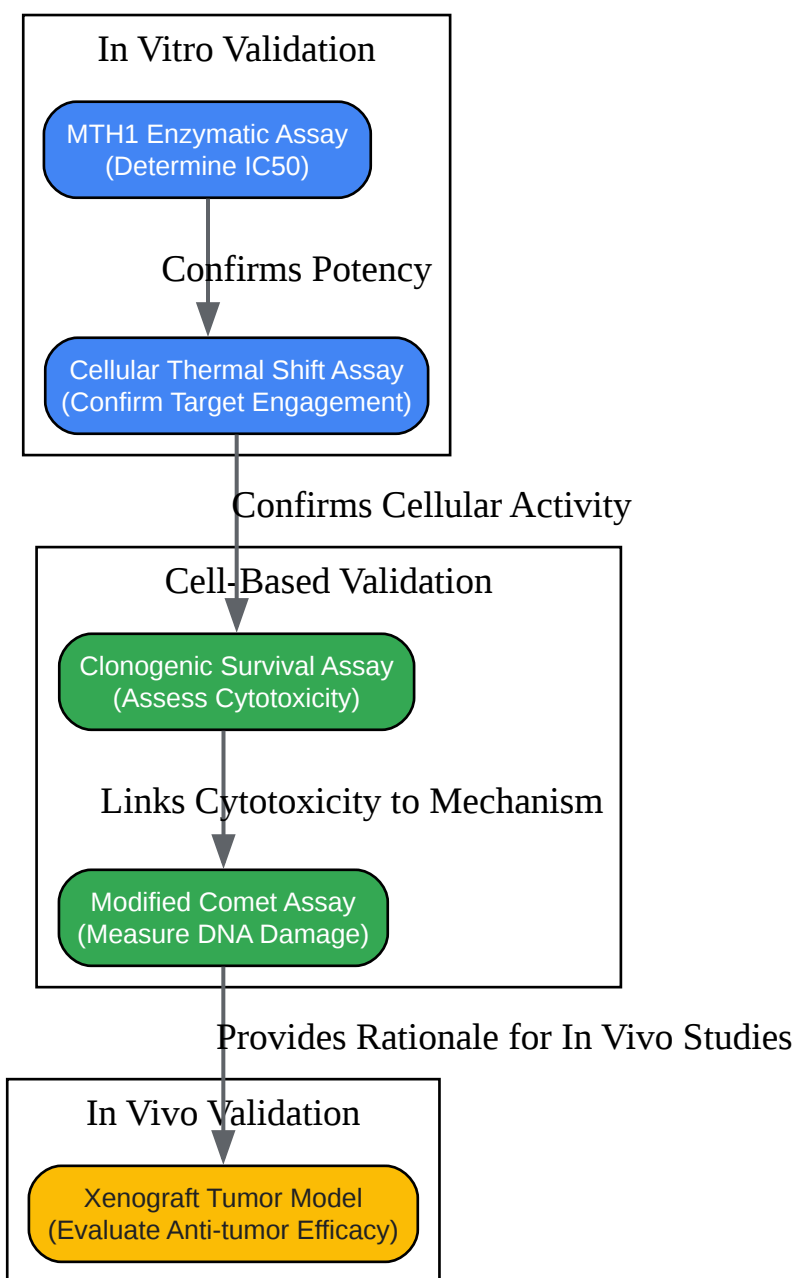 In Vitro Validation
MTH1 Enzymatic Assay
(Determine IC50)
Confirms Potency
Cellular Thermal Shift Assay
(Confirm Target Engagement)
Confirms Cellular Activity
Cell-Based Validation
Clonogenic Survival Assay
(Assess Cytotoxicity)
Links Cytotoxicity to Mechanism
Modified Comet Assay
(Measure DNA Damage)
Provides Rationale for In Vivo Studies
In Vivo Validation
Xenograft Tumor Model
(Evaluate Anti-tumor Efficacy)